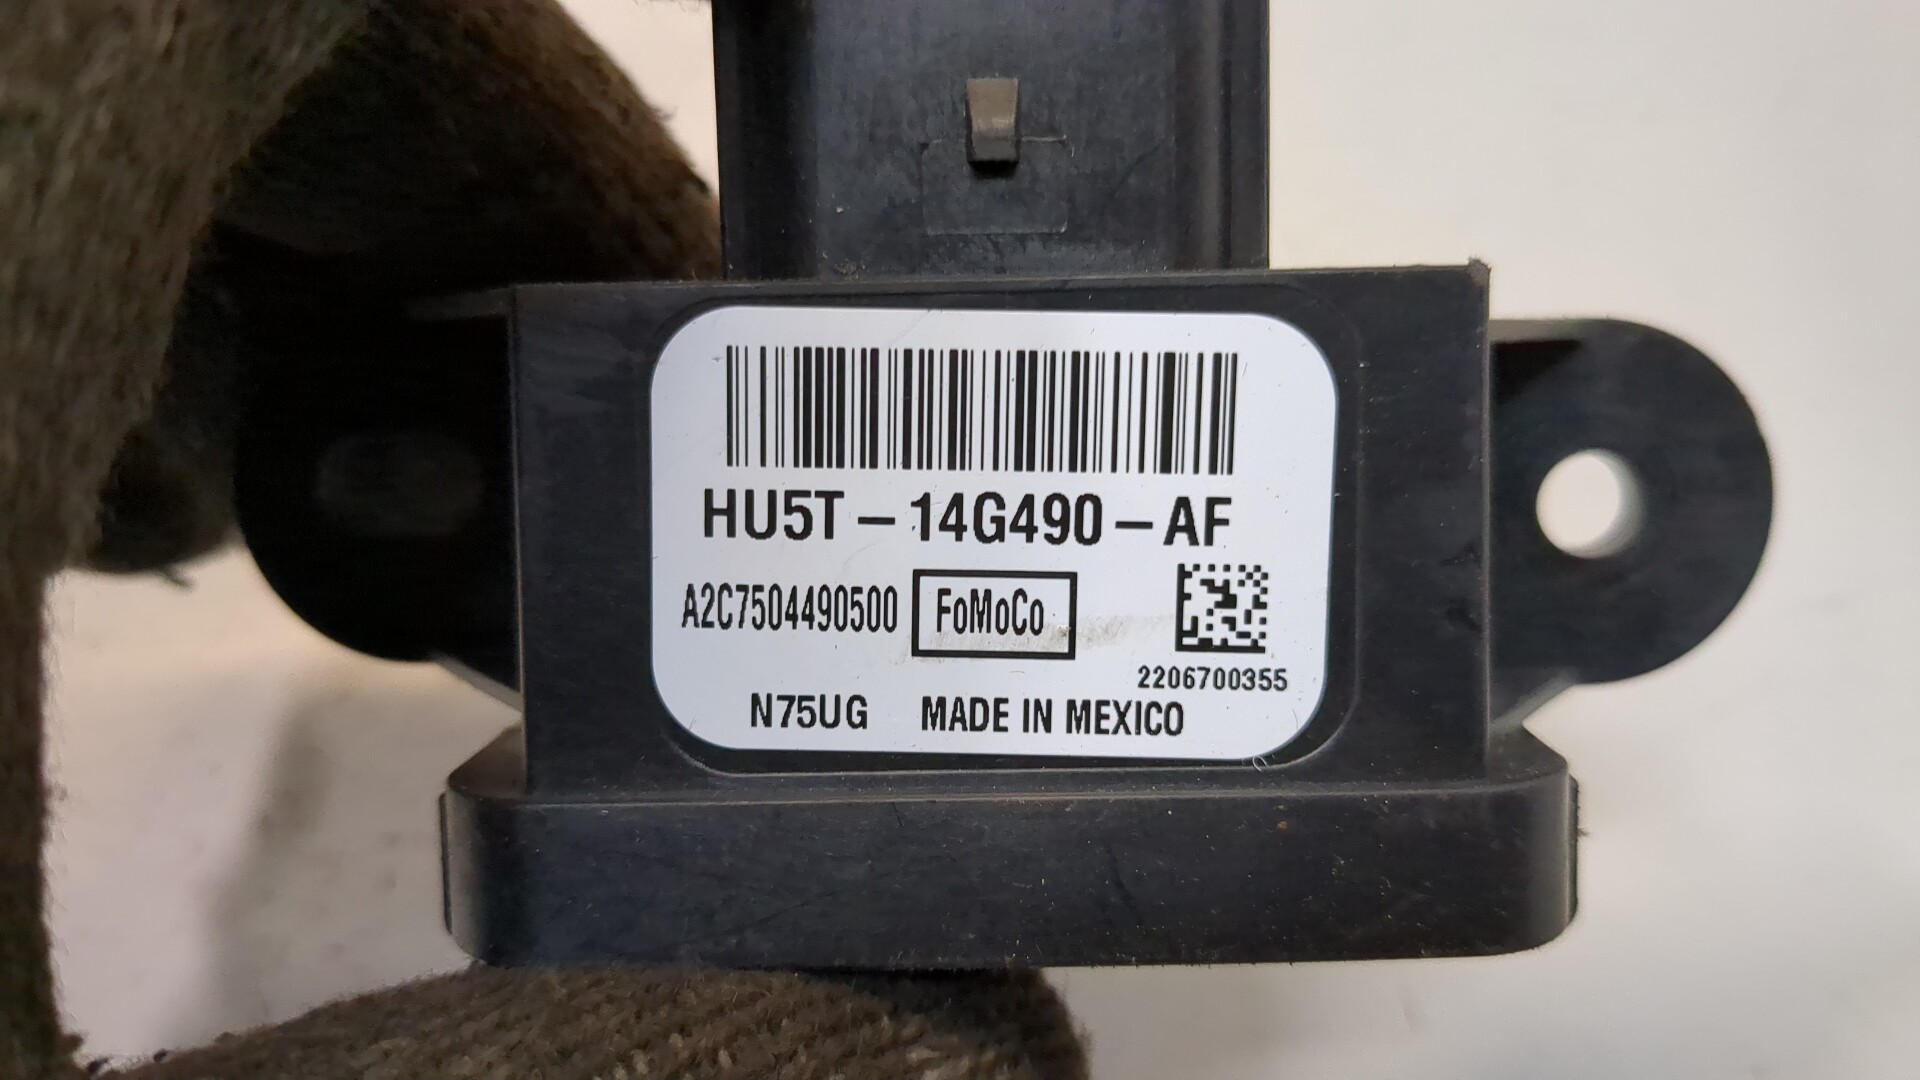 HU5T-14G490-AF
A2C7504490500 FoMoCo
2206700355
N75UG MADE IN MEXICO